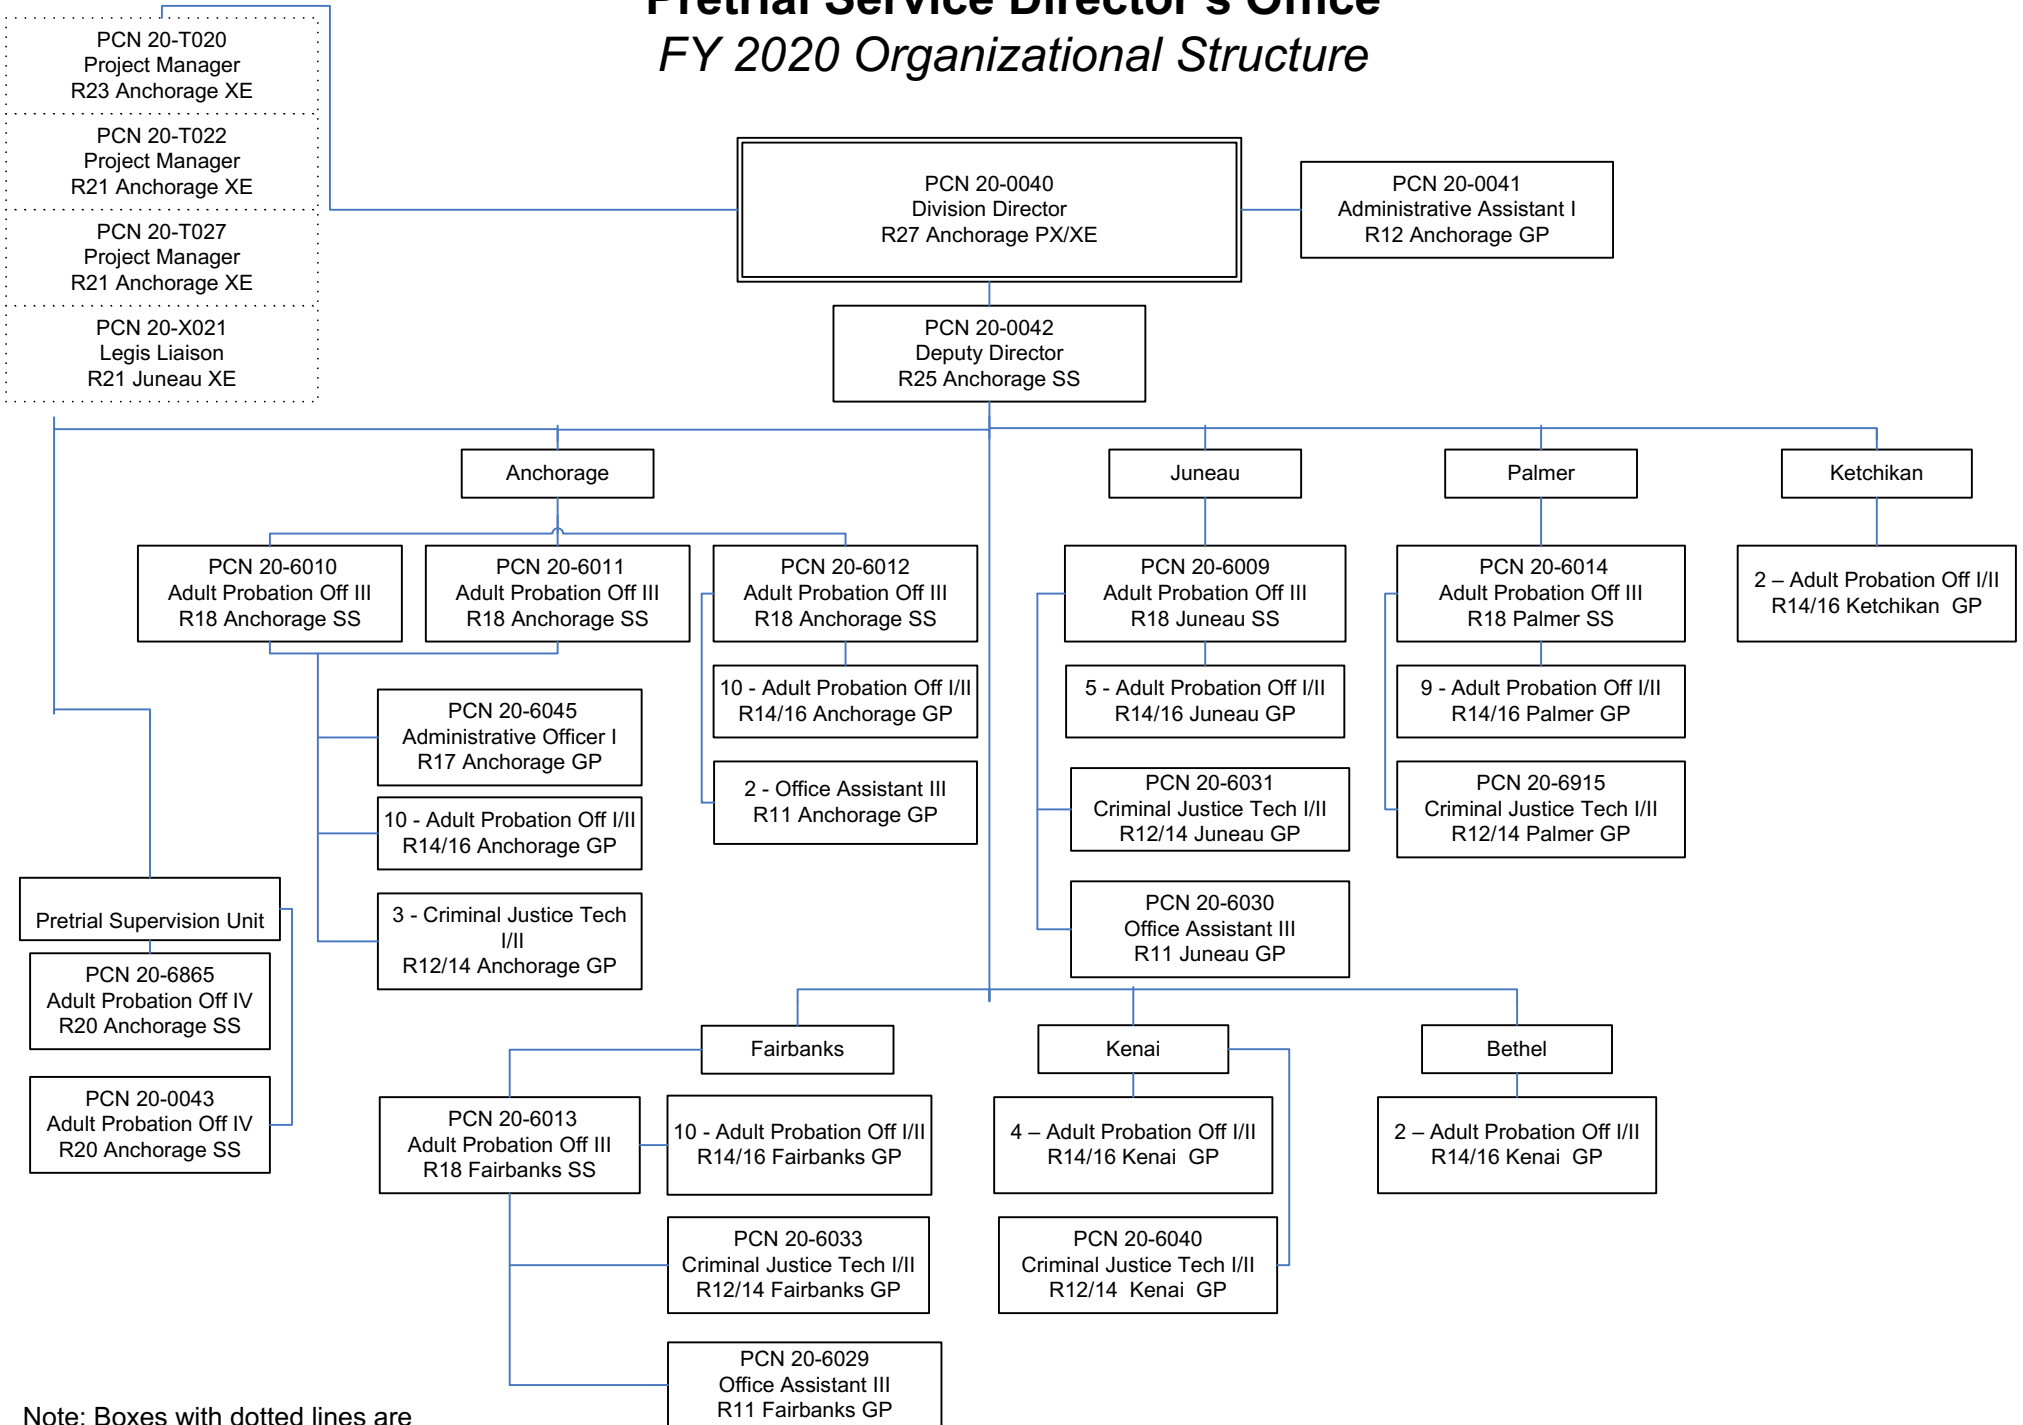 Pretrial Service Director's Office
FY 2020 Organizational Structure
PCN 20-T020
Project Manager
R23 Anchorage XE
PCN 20-T022
Project Manager
R21 Anchorage XE
PCN 20-T027
Project Manager
R21 Anchorage XE
PCN 20-X021
Legis Liaison
R21 Juneau XE
PCN 20-0040
Division Director
R27 Anchorage PX/XE
PCN 20-0041
Administrative Assistant I
R12 Anchorage GP
PCN 20-0042
Deputy Director
R25 Anchorage SS
Anchorage
Juneau
Palmer
Ketchikan
PCN 20-6010
Adult Probation Off III
R18 Anchorage SS
PCN 20-6011
Adult Probation Off III
R18 Anchorage SS
PCN 20-6012
Adult Probation Off III
R18 Anchorage SS
PCN 20-6009
Adult Probation Off III
R18 Juneau SS
PCN 20-6014
Adult Probation Off III
R18 Palmer SS
2 – Adult Probation Off I/II
R14/16 Ketchikan  GP
PCN 20-6045
Administrative Officer I
R17 Anchorage GP
10 - Adult Probation Off I/II
R14/16 Anchorage GP
3 - Criminal Justice Tech
I/II
R12/14 Anchorage GP
10 - Adult Probation Off I/II
R14/16 Anchorage GP
2 - Office Assistant III
R11 Anchorage GP
5 - Adult Probation Off I/II
R14/16 Juneau GP
PCN 20-6031
Criminal Justice Tech I/II
R12/14 Juneau GP
PCN 20-6030
Office Assistant III
R11 Juneau GP
9 - Adult Probation Off I/II
R14/16 Palmer GP
PCN 20-6915
Criminal Justice Tech I/II
R12/14 Palmer GP
Pretrial Supervision Unit
PCN 20-6865
Adult Probation Off IV
R20 Anchorage SS
PCN 20-0043
Adult Probation Off IV
R20 Anchorage SS
Fairbanks
Kenai
Bethel
PCN 20-6013
Adult Probation Off III
R18 Fairbanks SS
10 - Adult Probation Off I/II
R14/16 Fairbanks GP
PCN 20-6033
Criminal Justice Tech I/II
R12/14 Fairbanks GP
PCN 20-6029
Office Assistant III
R11 Fairbanks GP
4 – Adult Probation Off I/II
R14/16 Kenai  GP
PCN 20-6040
Criminal Justice Tech I/II
R12/14  Kenai  GP
2 – Adult Probation Off I/II
R14/16 Kenai  GP
Note: Boxes with dotted lines are